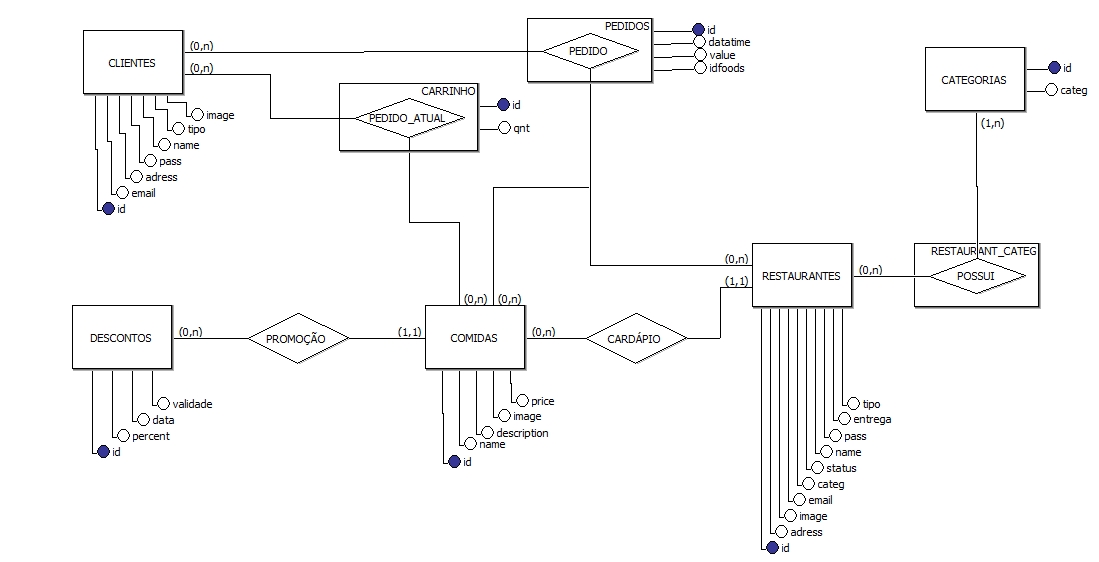 CLIENTES
(0,n)
(0,n)
image
tipo
name
pass
adress
email
id
PEDIDOS
PEDIDO
id
datatime
value
idfoods
CARRINHO
PEDIDO_ATUAL
id
qnt
CATEGORIAS
id
categ
(1,n)
RESTAURANT_CATEG
POSSUI
(0,n)
RESTAURANTES
(0,n)
(1,1)
tipo
entrega
pass
name
status
categ
email
image
adress
id
DESCONTOS
(0,n)
PROMOÇÃO
(1,1)
validade
data
percent
id
COMIDAS
(0,n)
(0,n)
(0,n)
CARDÁPIO
price
image
description
name
id